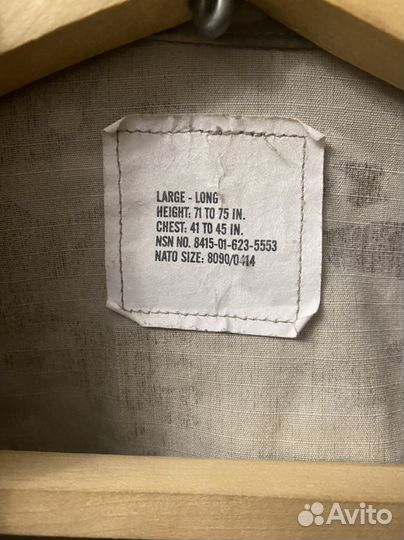 LARGE - LONG
HEIGHT: 71 TO 75 IN.
CHEST: 41 TO 45 IN.
NSN NO. 8415-01-623-5553
NATO SIZE: 8090/0414
Avito